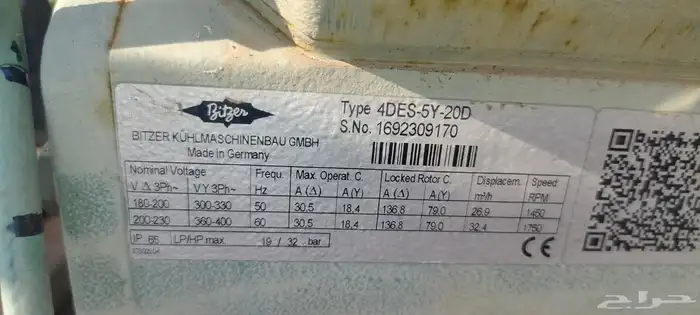 Bitzer
Type 4DES-5Y-20D
S.No. 1692309170
BITZER KÜHLMASCHINENBAU GMBH
Made in Germany
Nominal Voltage Frequ. Max. Operat. C. Locked Rotor C. Displacem. Speed
V Δ 3Ph~ V Y 3Ph~ Hz A (Δ) A (Y) A (Δ) A (Y) m³/h RPM
180-200 300-330 50 30,5 18,4 136,8 79,0 26,9 1450
200-230 360-400 60 30,5 18,4 136,8 79,0 32,4 1750
IP 65 LP/HP max. 19 / 32 bar
CE
حراج